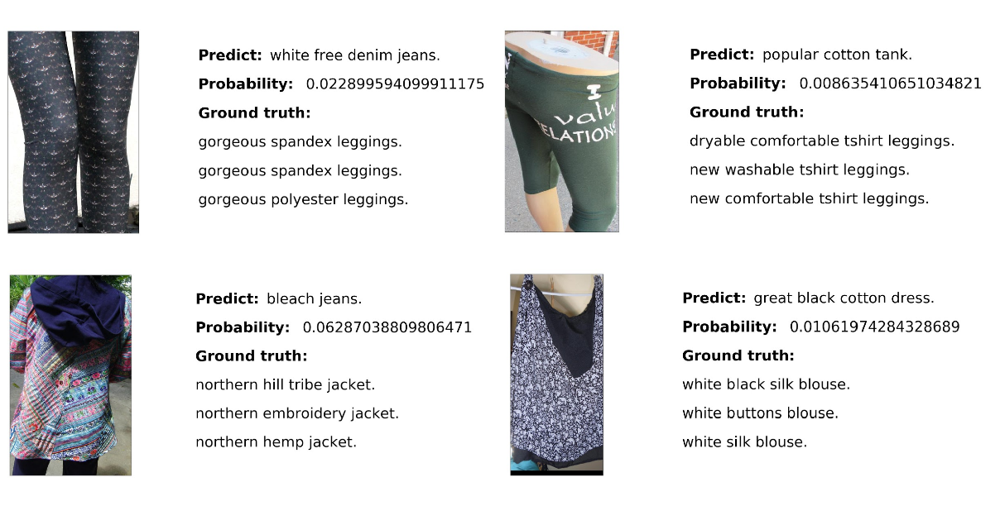 Predict: white free denim jeans.
Probability: 0.022899594099911175
Ground truth:
gorgeous spandex leggings.
gorgeous spandex leggings.
gorgeous polyester leggings.
I
valu
ELATIONS
Predict: popular cotton tank.
Probability: 0.008635410651034821
Ground truth:
dryable comfortable tshirt leggings.
new washable tshirt leggings.
new comfortable tshirt leggings.
Predict: bleach jeans.
Probability: 0.06287038809806471
Ground truth:
northern hill tribe jacket.
northern embroidery jacket.
northern hemp jacket.
Predict: great black cotton dress.
Probability: 0.01061974284328689
Ground truth:
white black silk blouse.
white buttons blouse.
white silk blouse.